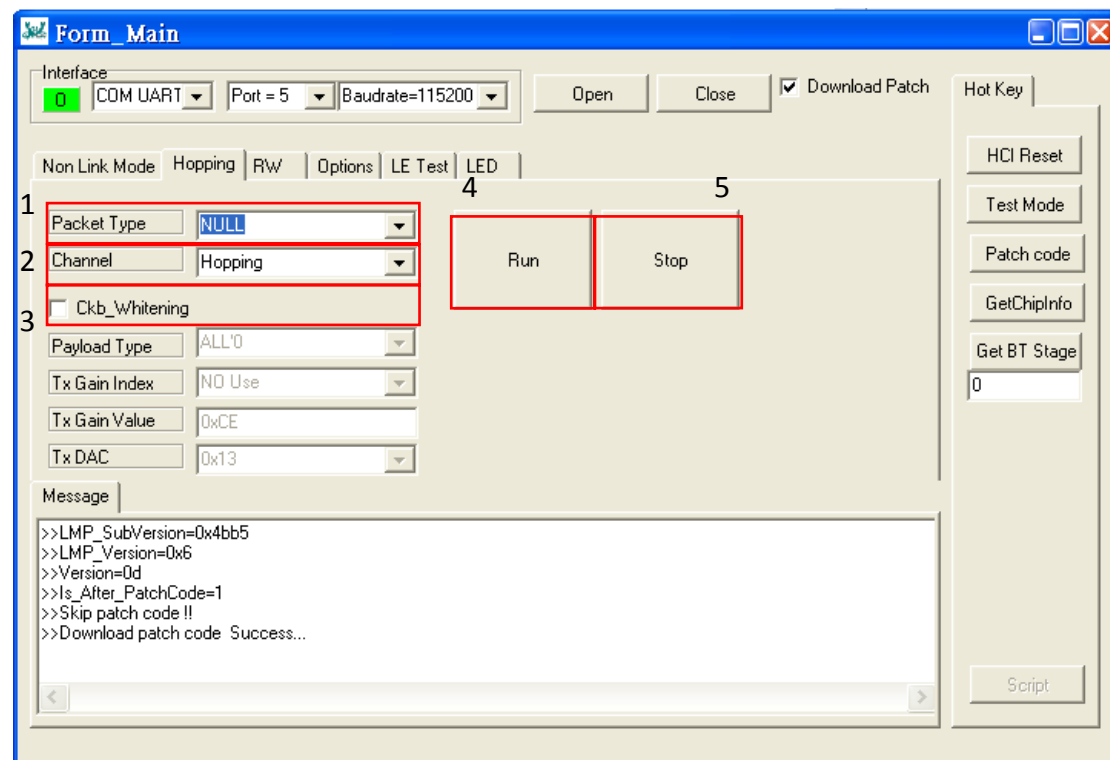 Form_Main
Interface
0 COM UART Port = 5 Baudrate=115200 Open Close Download Patch
Hot Key
Non Link Mode Hopping RW Options LE Test LED
HCI Reset
Test Mode
Patch code
GetChipInfo
Get BT Stage
0
Script
1 Packet Type NULL
2 Channel Hopping
3 Ckb_Whitening
Payload Type ALL'0
Tx Gain Index NO Use
Tx Gain Value 0xCE
Tx DAC 0x13
4 5
Run Stop
Message
>>LMP_SubVersion=0x4bb5
>>LMP_Version=0x6
>>Version=0d
>>Is_After_PatchCode=1
>>Skip patch code !!
>>Download patch code  Success...